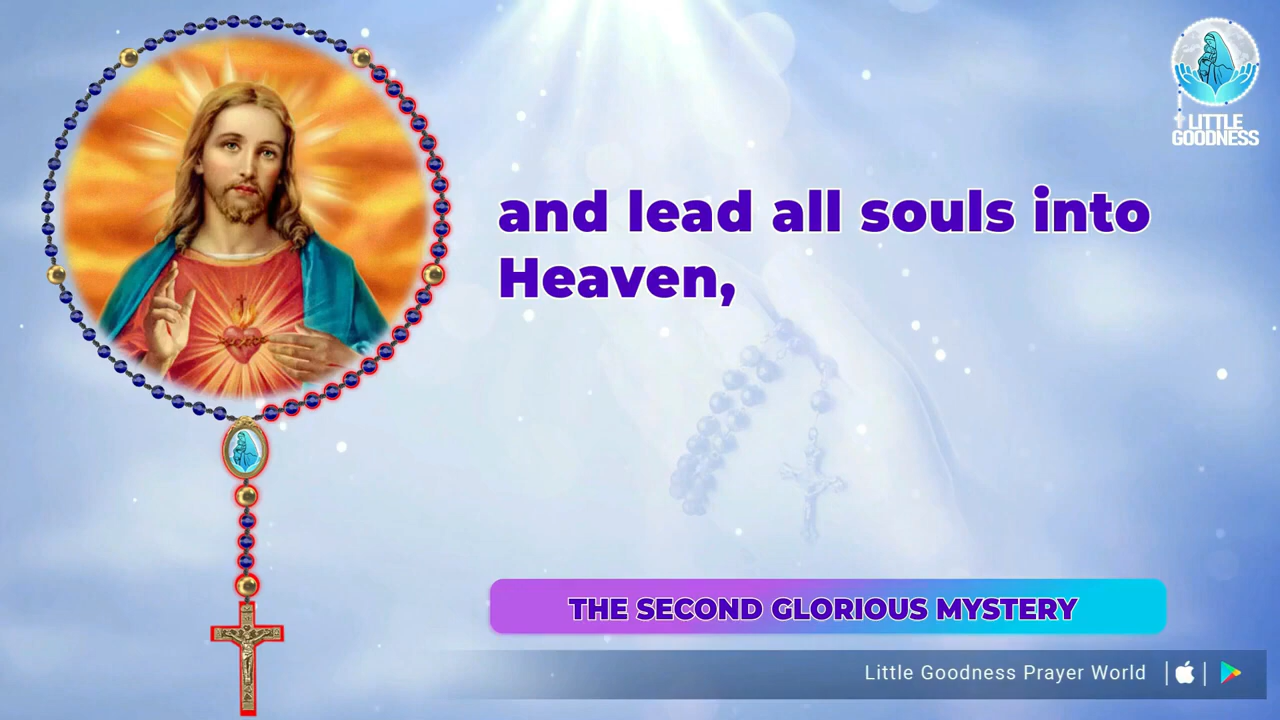 LITTLE
GOODNESS
and lead all souls into
Heaven,
THE SECOND GLORIOUS MYSTERY
Little Goodness Prayer World